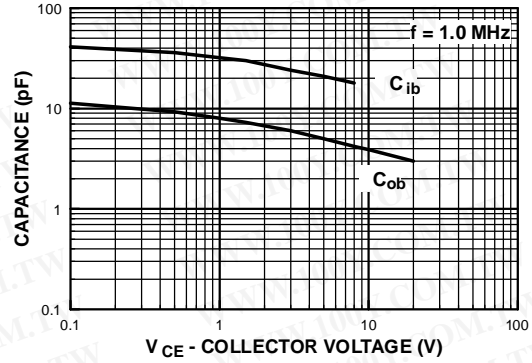 100
f = 1.0 MHz
C ib
10
C ob
1
0.1
0.1
1
10
100
CAPACITANCE (pF)
V CE - COLLECTOR VOLTAGE (V)